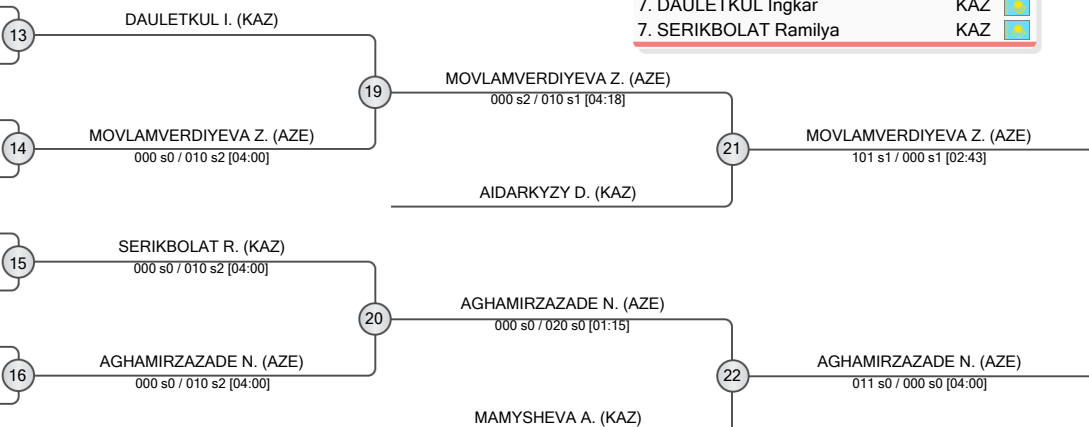 7. DAULETKUL Ingkar KAZ
7. SERIKBOLAT Ramilya KAZ
DAULETKUL I. (KAZ)
13
19
MOVLAMVERDIYEVA Z. (AZE)
000 s2 / 010 s1 [04:18]
14
MOVLAMVERDIYEVA Z. (AZE)
000 s0 / 010 s2 [04:00]
21
MOVLAMVERDIYEVA Z. (AZE)
101 s1 / 000 s1 [02:43]
AIDARKYZY D. (KAZ)
15
SERIKBOLAT R. (KAZ)
000 s0 / 010 s2 [04:00]
20
AGHAMIRZAZADE N. (AZE)
000 s0 / 020 s0 [01:15]
16
AGHAMIRZAZADE N. (AZE)
000 s0 / 010 s2 [04:00]
22
AGHAMIRZAZADE N. (AZE)
011 s0 / 000 s0 [04:00]
MAMYSHEVA A. (KAZ)